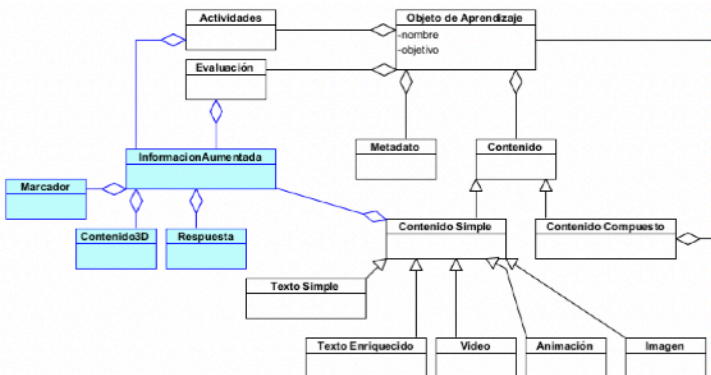 Actividades
Objeto de Aprendizaje
-nombre
-objetivo
Evaluación
Metadato
Contenido
InformacionAumentada
Marcador
Contenido3D
Respuesta
Contenido Simple
Contenido Compuesto
Texto Simple
Texto Enriquecido
Video
Animación
Imagen